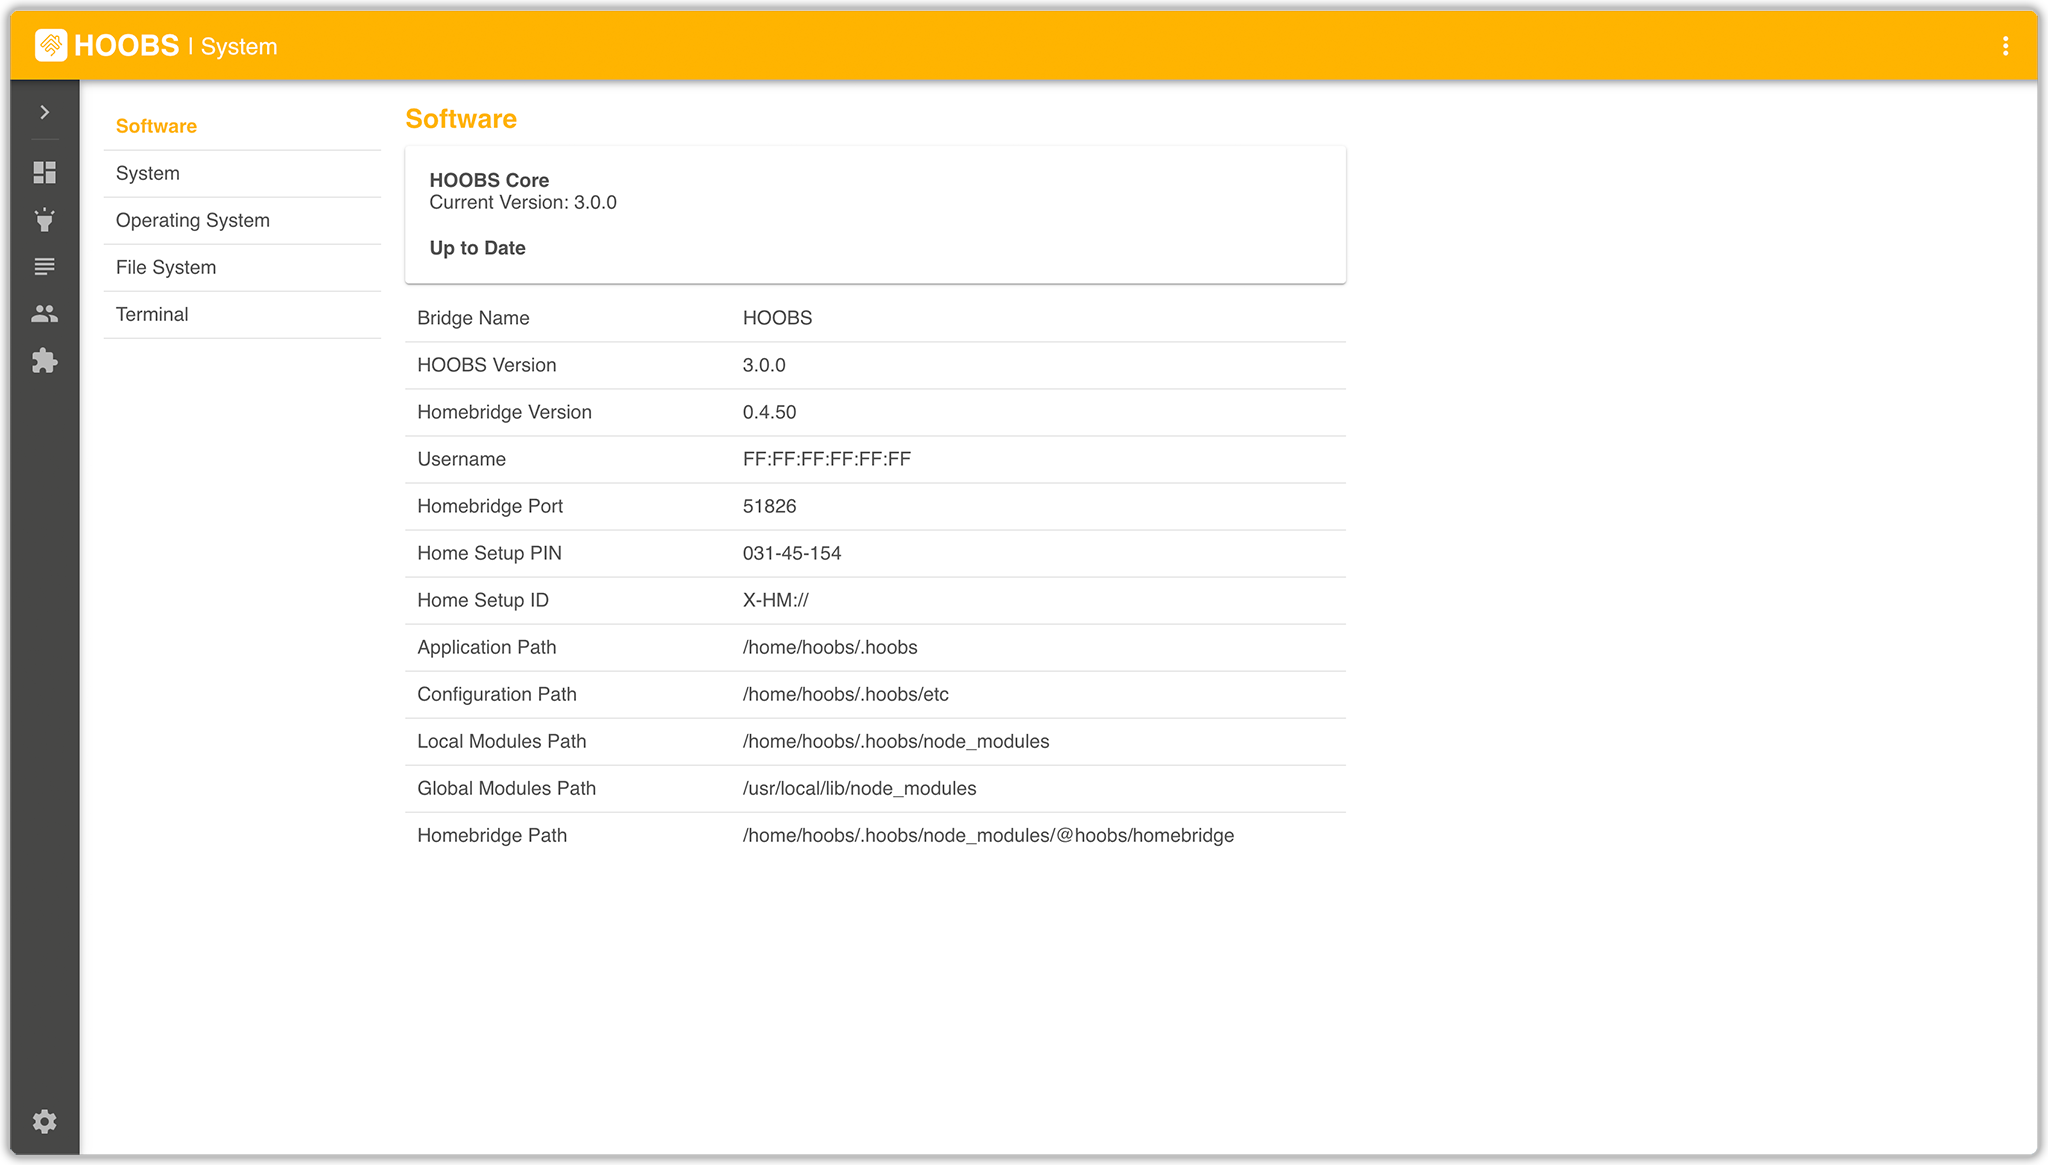 HOOBS | System
Software
System
Operating System
File System
Terminal
Software
HOOBS Core
Current Version: 3.0.0
Up to Date
Bridge Name HOOBS
HOOBS Version 3.0.0
Homebridge Version 0.4.50
Username FF:FF:FF:FF:FF:FF
Homebridge Port 51826
Home Setup PIN 031-45-154
Home Setup ID X-HM://
Application Path /home/hoobs/.hoobs
Configuration Path /home/hoobs/.hoobs/etc
Local Modules Path /home/hoobs/.hoobs/node_modules
Global Modules Path /usr/local/lib/node_modules
Homebridge Path /home/hoobs/.hoobs/node_modules/@hoobs/homebridge